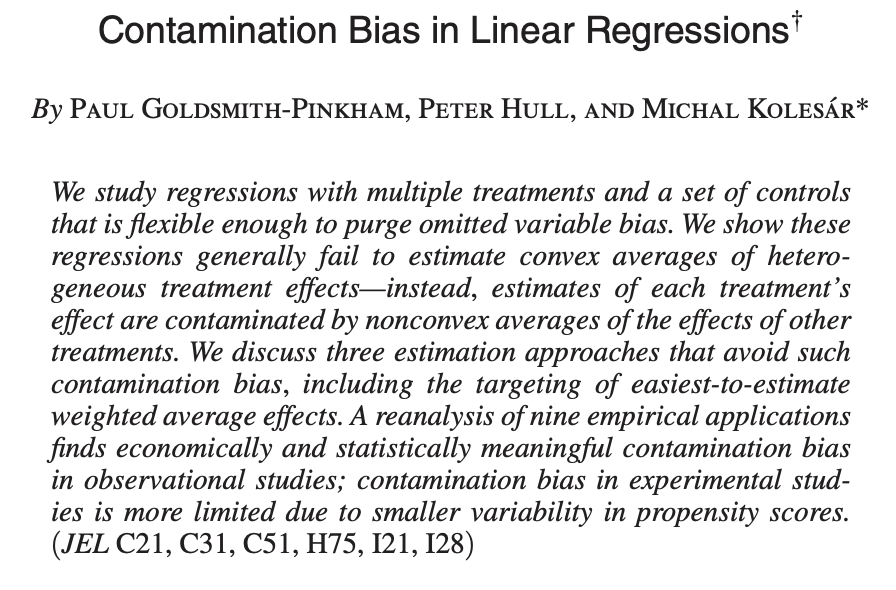 Contamination Bias in Linear Regressions†
By Paul Goldsmith-Pinkham, Peter Hull, and Michal Kolesár*
We study regressions with multiple treatments and a set of controls
that is flexible enough to purge omitted variable bias. We show these
regressions generally fail to estimate convex averages of hetero-
geneous treatment effects—instead, estimates of each treatment's
effect are contaminated by nonconvex averages of the effects of other
treatments. We discuss three estimation approaches that avoid such
contamination bias, including the targeting of easiest-to-estimate
weighted average effects. A reanalysis of nine empirical applications
finds economically and statistically meaningful contamination bias
in observational studies; contamination bias in experimental stud-
ies is more limited due to smaller variability in propensity scores.
(JEL C21, C31, C51, H75, I21, I28)